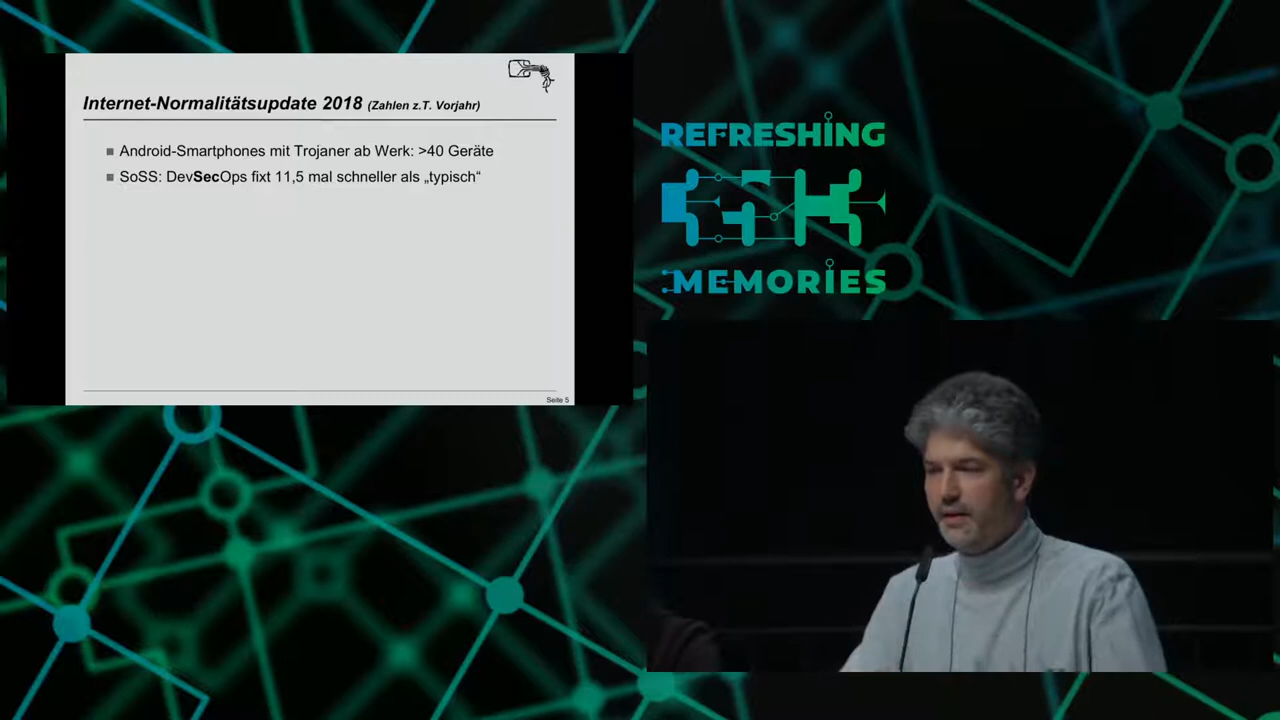 Internet-Normalitätsupdate 2018 (Zahlen z.T. Vorjahr)
Android-Smartphones mit Trojaner ab Werk: >40 Geräte
SoSS: DevSecOps fixt 11,5 mal schneller als „typisch“
Seite 5
REFRESHING
MEMORIES